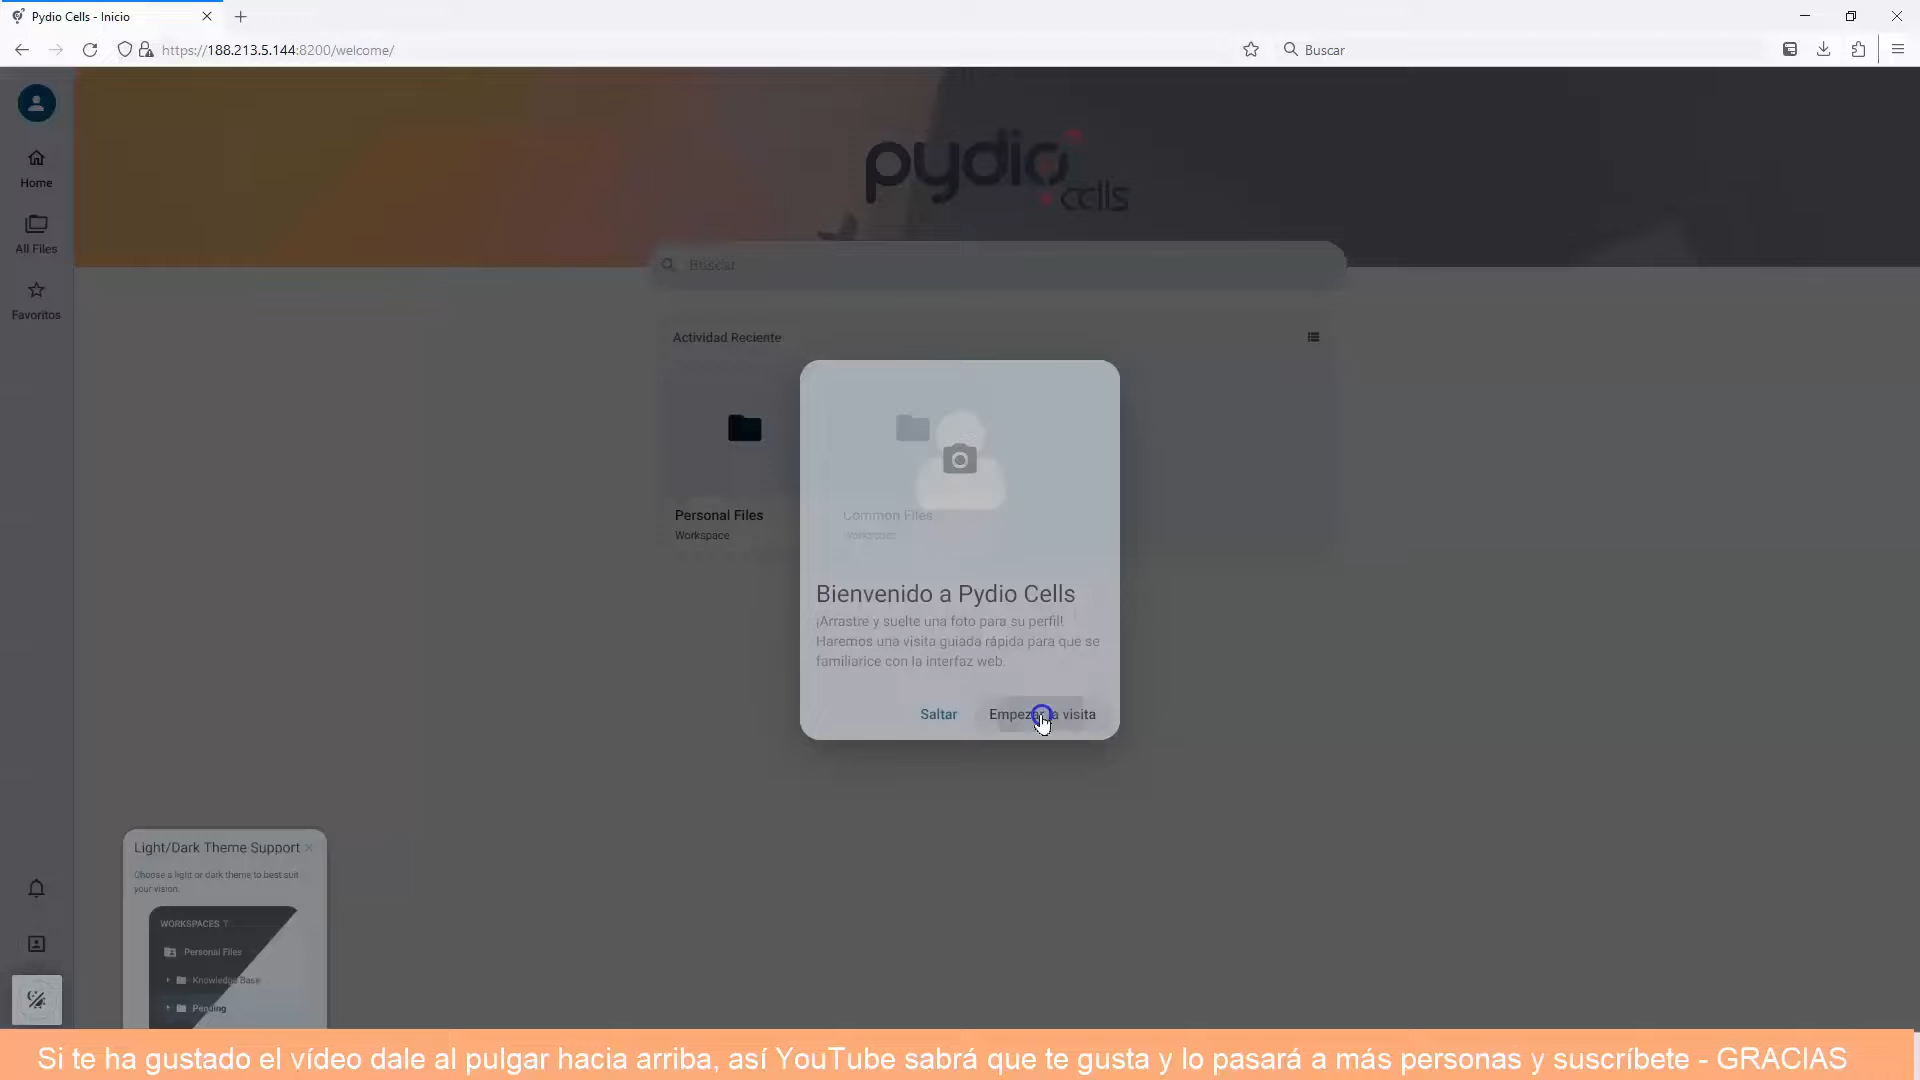 Pydio Cells - Inicio
https://188.213.5.144:8200/welcome/
Buscar
Home
All Files
Favoritos
pydio
cells
Buscar
Actividad Reciente
Personal Files
Workspace
Common Files
Workspace
Bienvenido a Pydio Cells
¡Arrastre y suelte una foto para su perfil!
Haremos una visita guiada rápida para que se
familiarice con la interfaz web.
Saltar
Empezar la visita
Light/Dark Theme Support
Choose a light or dark theme to best suit
your vision.
WORKSPACES
Personal Files
Knowledge Base
Pending
Si te ha gustado el vídeo dale al pulgar hacia arriba, así YouTube sabrá que te gusta y lo pasará a más personas y suscríbete - GRACIAS